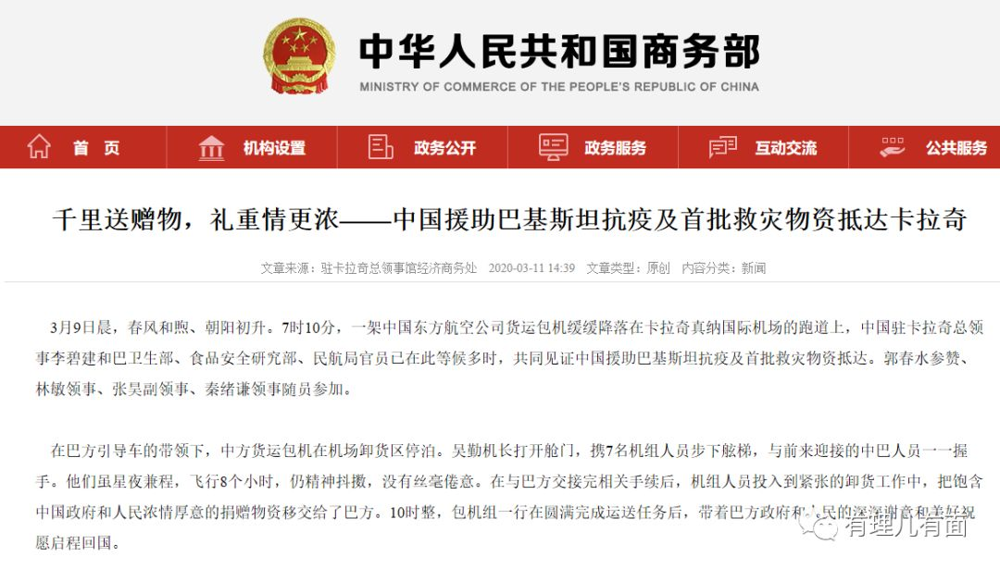 中华人民共和国商务部
MINISTRY OF COMMERCE OF THE PEOPLE'S REPUBLIC OF CHINA
首 页 机构设置 政务公开 政务服务 互动交流 公共服务
千里送赠物，礼重情更浓——中国援助巴基斯坦抗疫及首批救灾物资抵达卡拉奇
文章来源：驻卡拉奇总领事馆经济商务处 2020-03-11 14:39 文章类型：原创 内容分类：新闻
3月9日晨，春风和煦、朝阳初升。7时10分，一架中国东方航空公司货运包机缓缓降落在卡拉奇真纳国际机场的跑道上，中国驻卡拉奇总领
事李碧建和巴卫生部、食品安全研究部、民航局官员已在此等候多时，共同见证中国援助巴基斯坦抗疫及首批救灾物资抵达。郭春水参赞、
林敏领事、张昊副领事、秦绪谦领事随员参加。
在巴方引导车的带领下，中方货运包机在机场卸货区停泊。吴勤机长打开舱门，携7名机组人员步下舷梯，与前来迎接的中巴人员一一握
手。他们虽星夜兼程，飞行8个小时，仍精神抖擞，没有丝毫倦意。在与巴方交接完相关手续后，机组人员投入到紧张的卸货工作中，把饱含
中国政府和人民浓情厚意的捐赠物资移交给了巴方。10时整，包机组一行在圆满完成运送任务后，带着巴方政府和人民的深深谢意和美好祝
愿启程回国。
有理儿有面